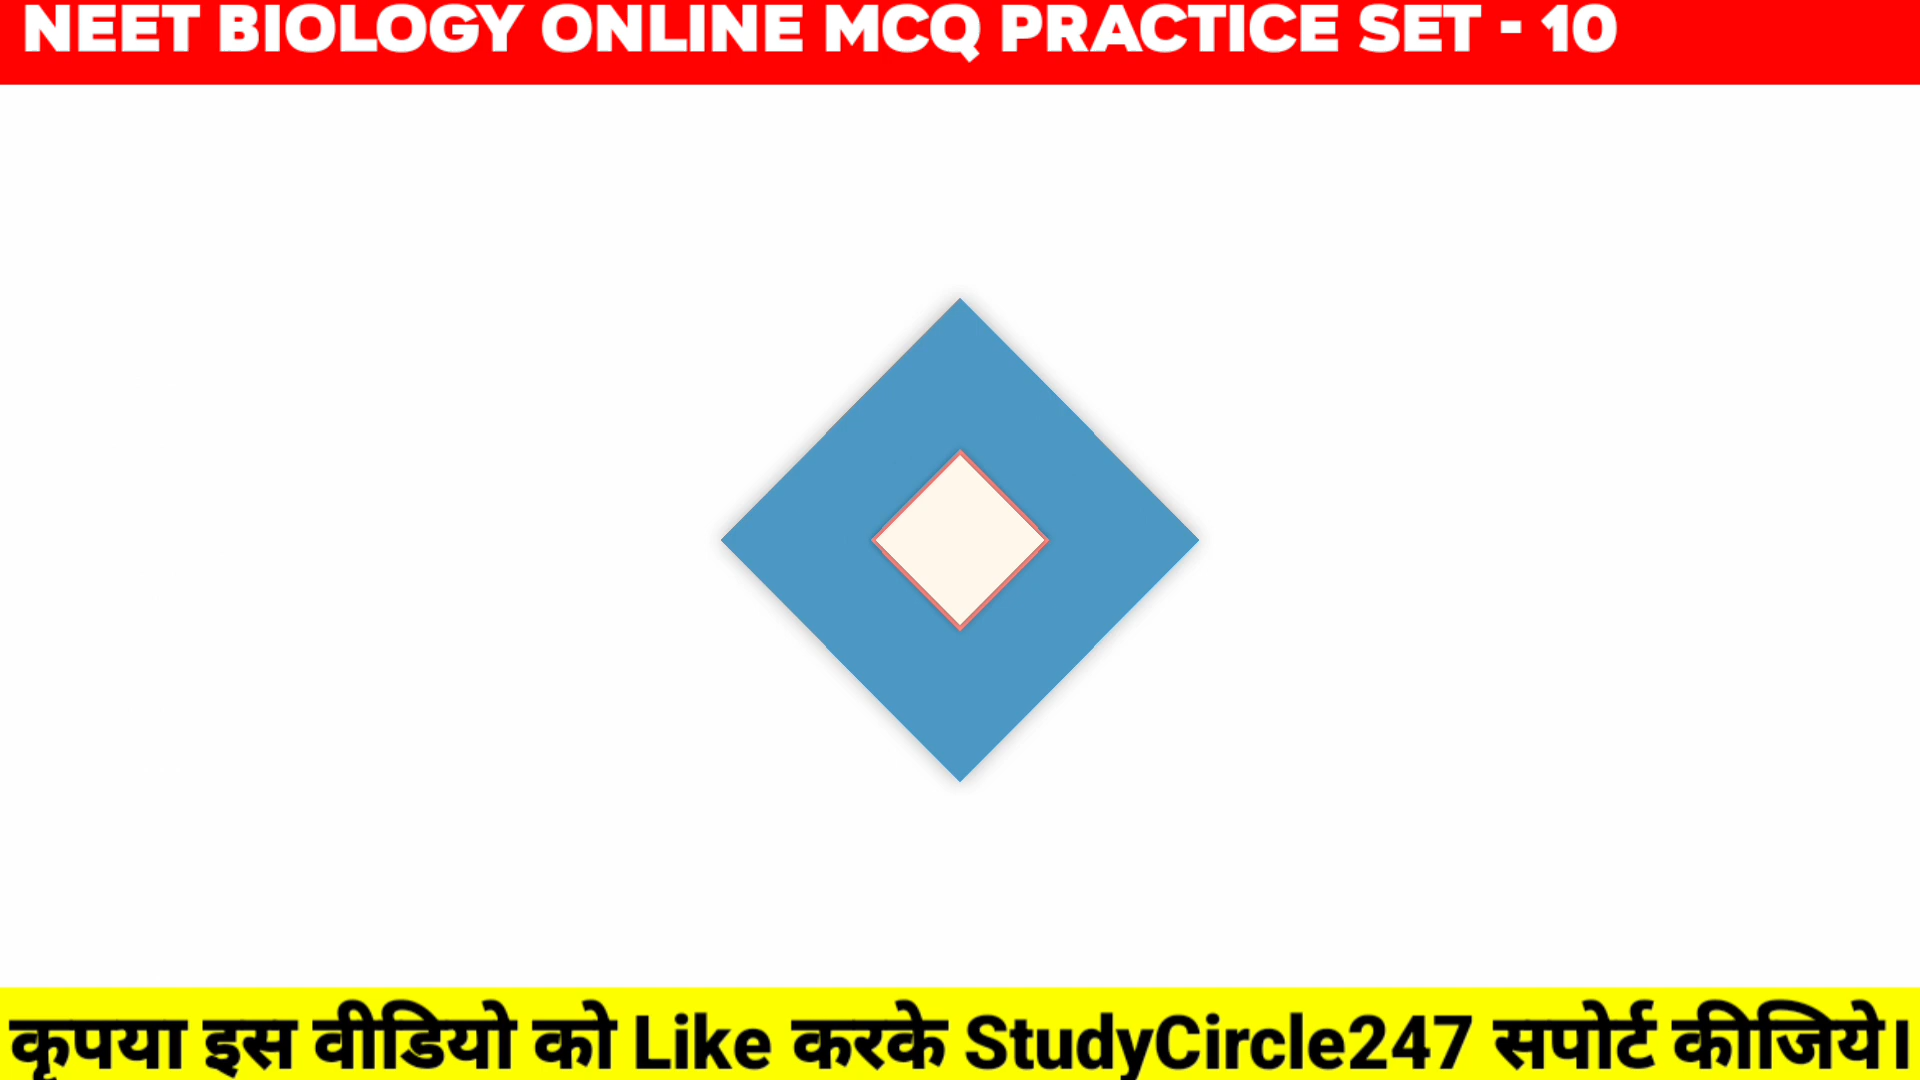 NEET BIOLOGY ONLINE MCQ PRACTICE SET - 10
कृपया इस वीडियो को Like करके StudyCircle247 सपोर्ट कीजिये।